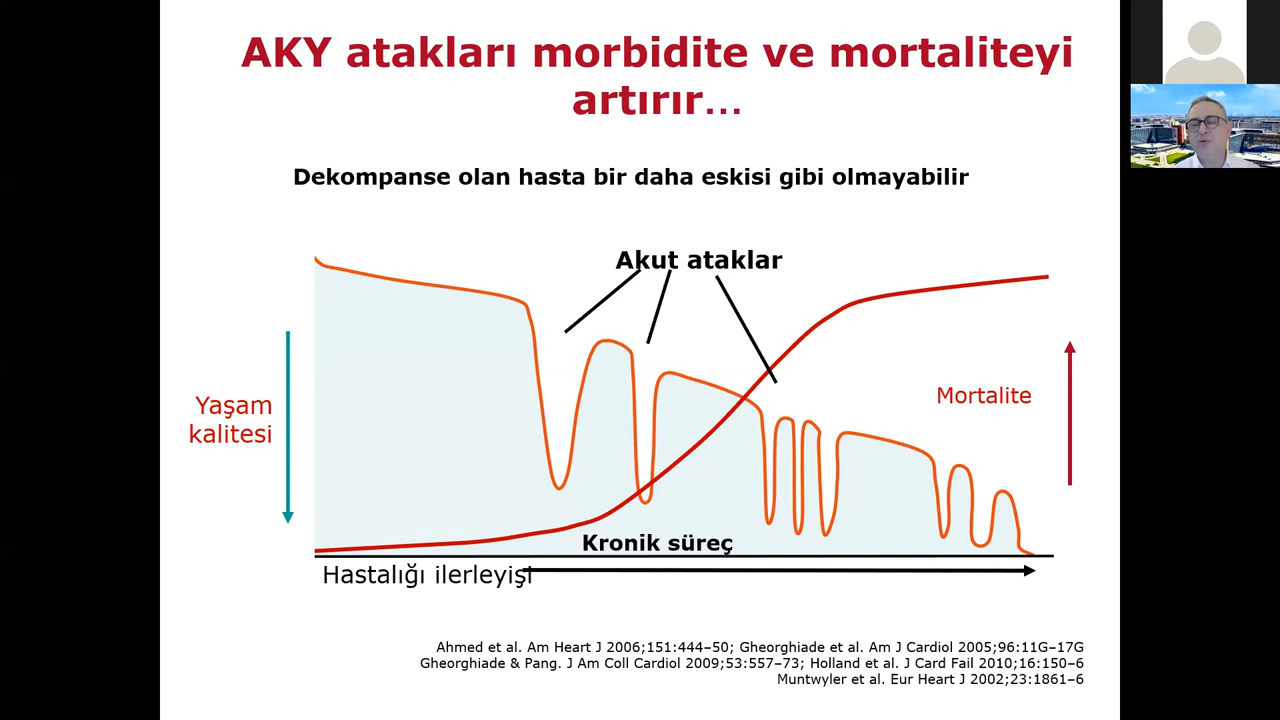 AKY atakları morbidite ve mortaliteyi
artırır...
Dekompanse olan hasta bir daha eskisi gibi olmayabilir
Akut ataklar
Yaşam
kalitesi
Mortalite
Kronik süreç
Hastalığı ilerleyişi
Ahmed et al. Am Heart J 2006;151:444–50; Gheorghiade et al. Am J Cardiol 2005;96:11G–17G
Gheorghiade & Pang. J Am Coll Cardiol 2009;53:557–73; Holland et al. J Card Fail 2010;16:150–6
Muntwyler et al. Eur Heart J 2002;23:1861–6